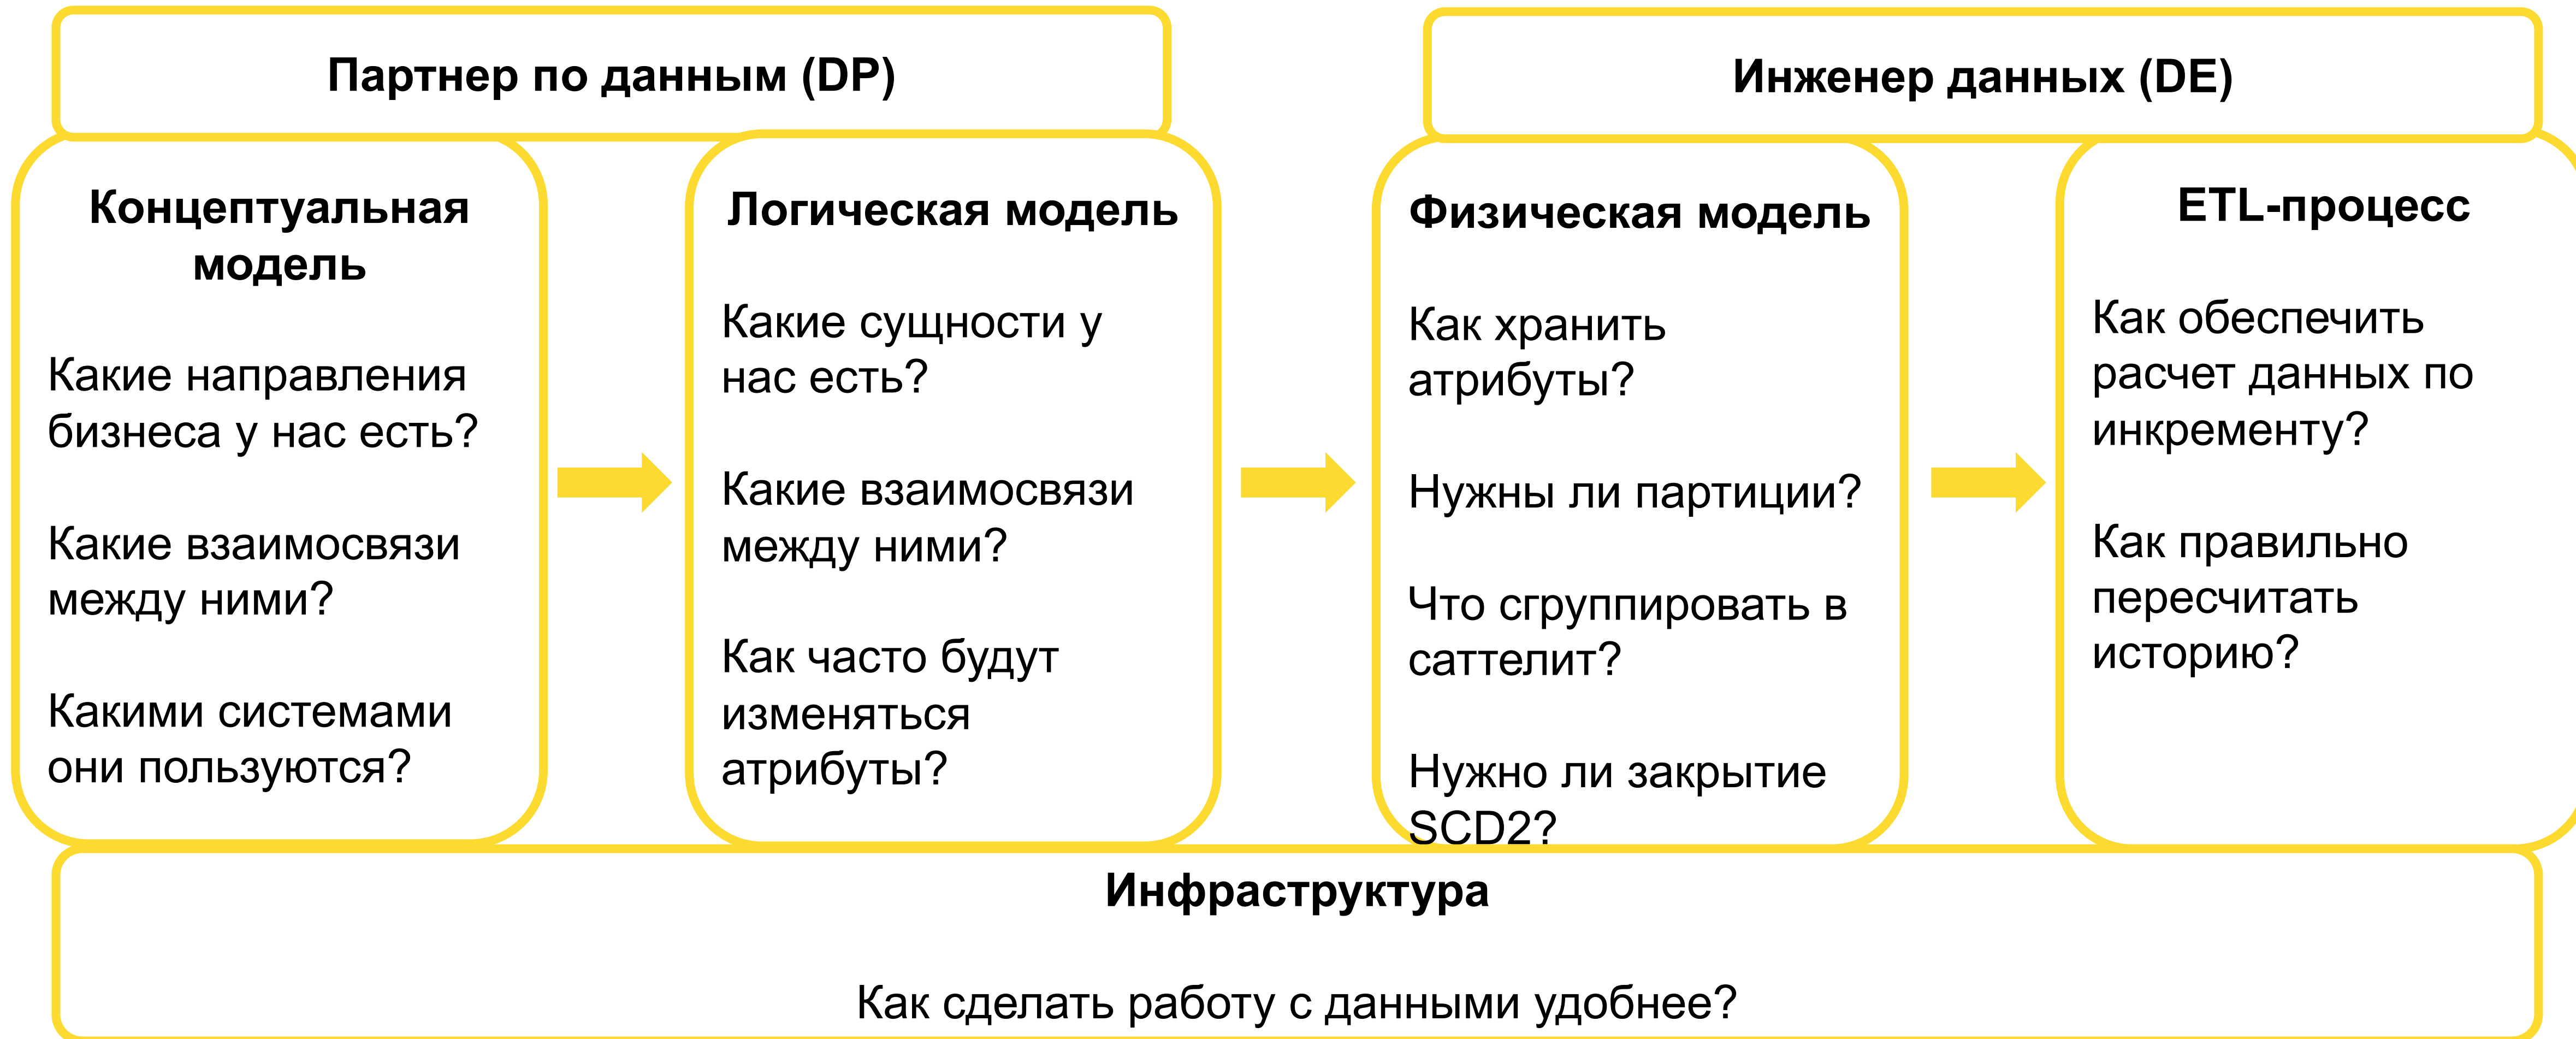 Партнер по данным (DP)
Инженер данных (DE)
Концептуальная
модель
Какие направления
бизнеса у нас есть?
Какие взаимосвязи
между ними?
Какими системами
они пользуются?
Логическая модель
Какие сущности у
нас есть?
Какие взаимосвязи
между ними?
Как часто будут
изменяться
атрибуты?
Физическая модель
Как хранить
атрибуты?
Нужны ли партиции?
Что сгруппировать в
саттелит?
Нужно ли закрытие
SCD2?
ETL-процесс
Как обеспечить
расчет данных по
инкременту?
Как правильно
пересчитать
историю?
Инфраструктура
Как сделать работу с данными удобнее?